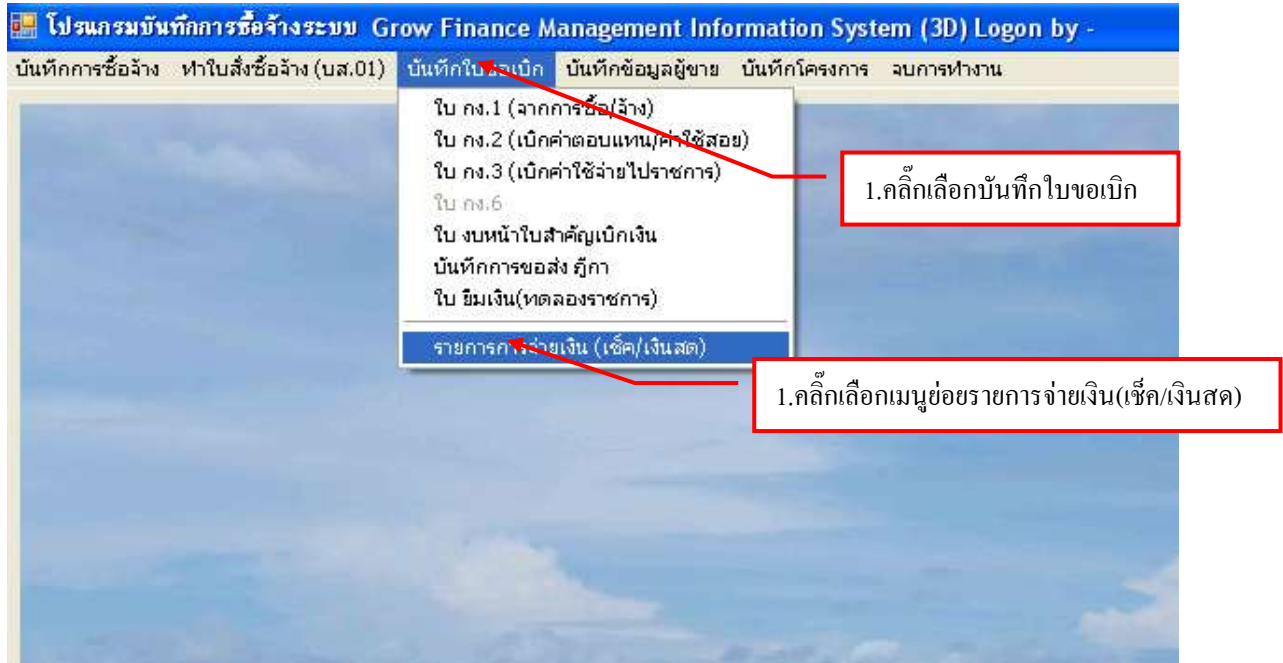 โปรแกรมบันทึกการซื้อจ้างระบบ Grow Finance Management Information System (3D) Logon by -
บันทึกการซื้อจ้าง ทำใบสั่งซื้อจ้าง (บส.01) บันทึกใบขอเบิก บันทึกข้อมูลผู้ขาย บันทึกโครงการ จบการทำงาน
ใบ กง.1 (จากการซื้อ/จ้าง)
ใบ กง.2 (เบิกค่าตอบแทน/ค่าใช้สอย)
ใบ กง.3 (เบิกค่าใช้จ่ายไปราชการ)
1.คลิ๊กเลือกบันทึกใบขอเบิก
ใบ กง.6
ใบ งบหน้าใบสำคัญเบิกเงิน
บันทึกการขอส่ง ฎีกา
ใบ ยืมเงิน(ทดลองราชการ)
รายการการจ่ายเงิน (เช็ค/เงินสด)
1.คลิ๊กเลือกเมนูย่อยรายการจ่ายเงิน(เช็ค/เงินสด)